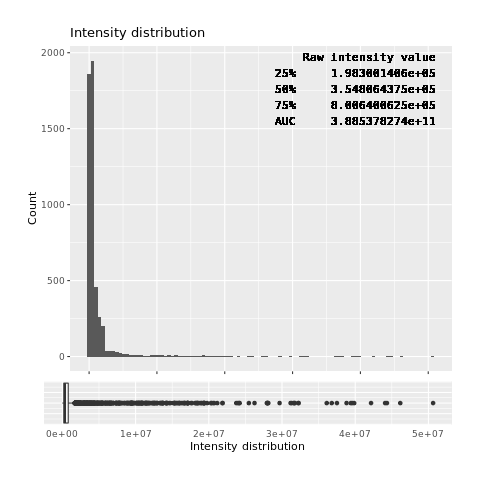 Intensity distribution
Raw intensity value
25% 1.983001406e+05
50% 3.548064375e+05
75% 8.006400625e+05
AUC 3.885378274e+11
2000
1500
1000
500
0
Count
0e+00 1e+07 2e+07 3e+07 4e+07 5e+07
Intensity distribution